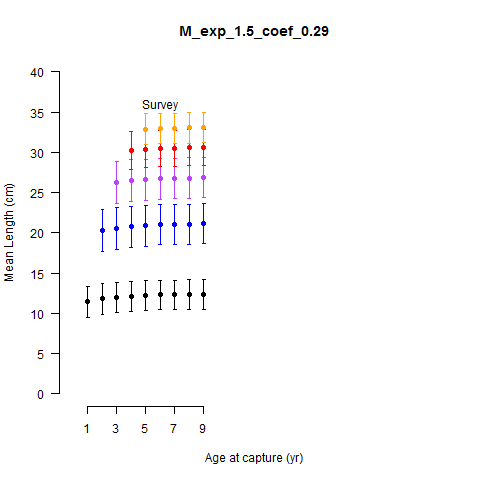 M_exp_1.5_coef_0.29
40
35
30
25
20
15
10
5
0
Mean Length (cm)
Survey
1 3 5 7 9
Age at capture (yr)